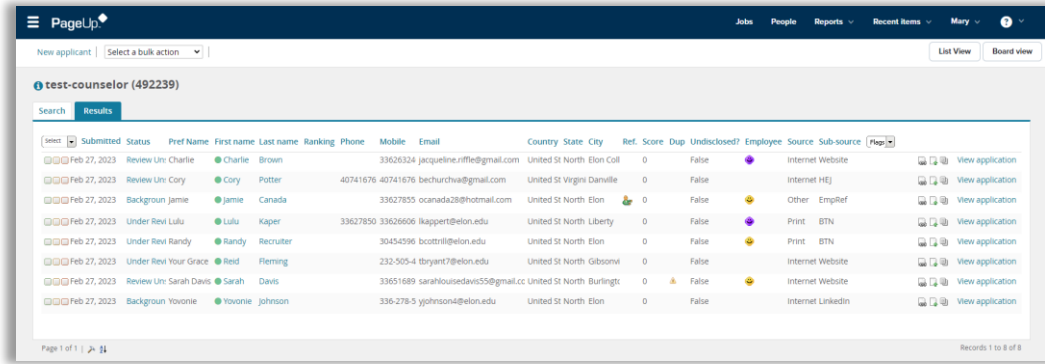 PageUp. Jobs People Reports Recent items Mary ?
New applicant Select a bulk action List View Board view
test-counselor (492239)
Search Results
Select Submitted Status Pref Name First name Last name Ranking Phone Mobile Email Country State City Ref. Score Dup Undisclosed? Employee Source Sub-source Flags
Feb 27, 2023 Review Un: Charlie Charlie Brown 33626324 jacqueline.riffle@gmail.com United St North Elon Coll 0 False Internet Website View application
Feb 27, 2023 Review Un: Cory Cory Potter 40741676 40741676 bechurchva@gmail.com United St Virgini Danville 0 False Internet HEJ View application
Feb 27, 2023 Backgroun Jamie Jamie Canada 33627855 ocanada28@hotmail.com United St North Elon 0 False Other EmpRef View application
Feb 27, 2023 Under Revi Lulu Lulu Kaper 33627850 33626606 lkappert@elon.edu United St North Liberty 0 False Print BTN View application
Feb 27, 2023 Under Revi Randy Randy Recruiter 30454596 bcottrill@elon.edu United St North Elon 0 False Print BTN View application
Feb 27, 2023 Under Revi Your Grace Reid Fleming 232-505-4 tbryant7@elon.edu United St North Gibsonvi 0 False Internet Website View application
Feb 27, 2023 Review Un: Sarah Davis Sarah Davis 33651689 sarahlouisedavis55@gmail.cc United St North Burlingtc 0 False Internet Website View application
Feb 27, 2023 Backgroun Yovonie Yovonie Johnson 336-278-5 yjohnson4@elon.edu United St North Elon 0 False Internet LinkedIn View application
Page 1 of 1 Records 1 to 8 of 8